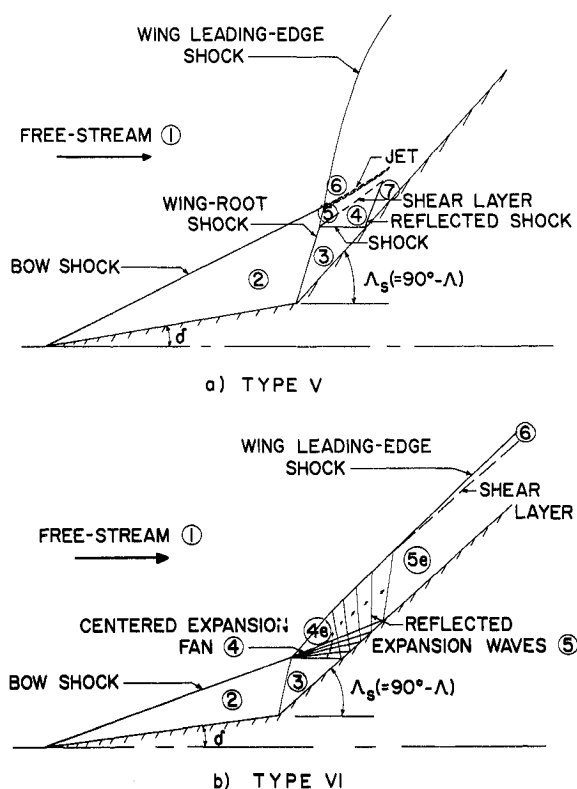 WING LEADING-EDGE
SHOCK
FREE-STREAM ①
JET
⑥
⑦
⑤
④
SHEAR LAYER
WING-ROOT
SHOCK
REFLECTED SHOCK
SHOCK
BOW SHOCK
②
③
Λs(=90°-Λ)
δ
a) TYPE V
WING LEADING-EDGE
SHOCK
⑥
SHEAR
LAYER
FREE-STREAM ①
⑤e
④e
CENTERED EXPANSION
FAN ④
REFLECTED
EXPANSION WAVES ⑤
BOW SHOCK
②
③
Λs(=90°-Λ)
δ
b) TYPE VI